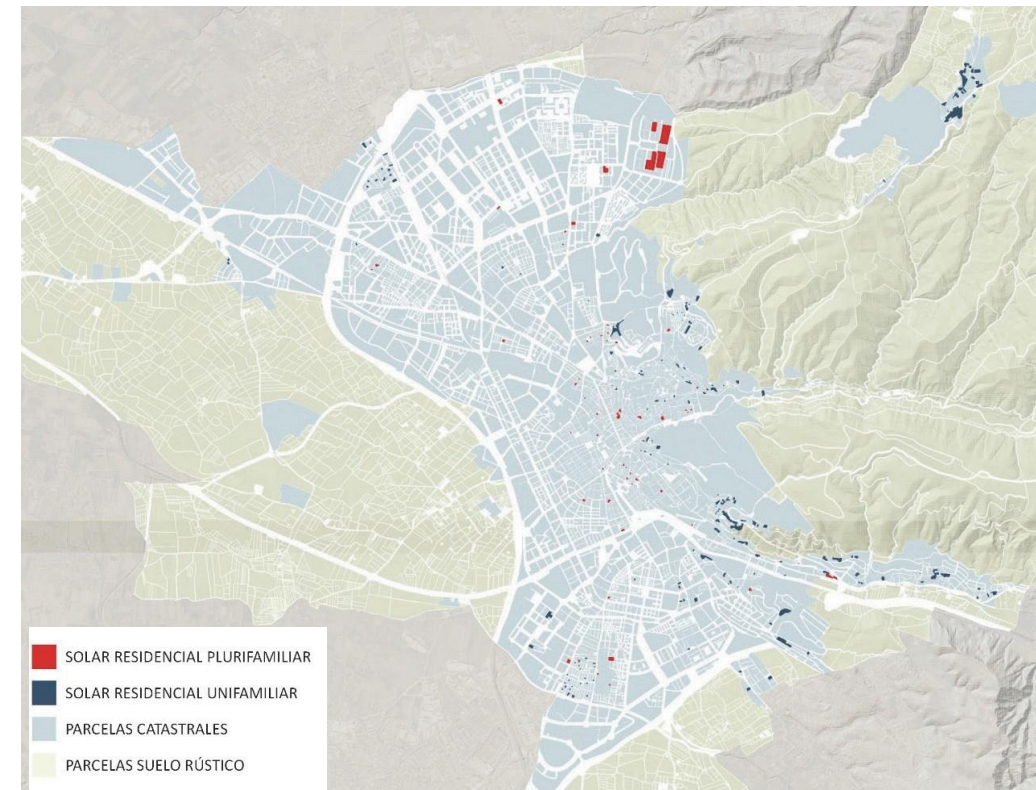 SOLAR RESIDENCIAL PLURIFAMILIAR
SOLAR RESIDENCIAL UNIFAMILIAR
PARCELAS CATASTRALES
PARCELAS SUELO RÚSTICO